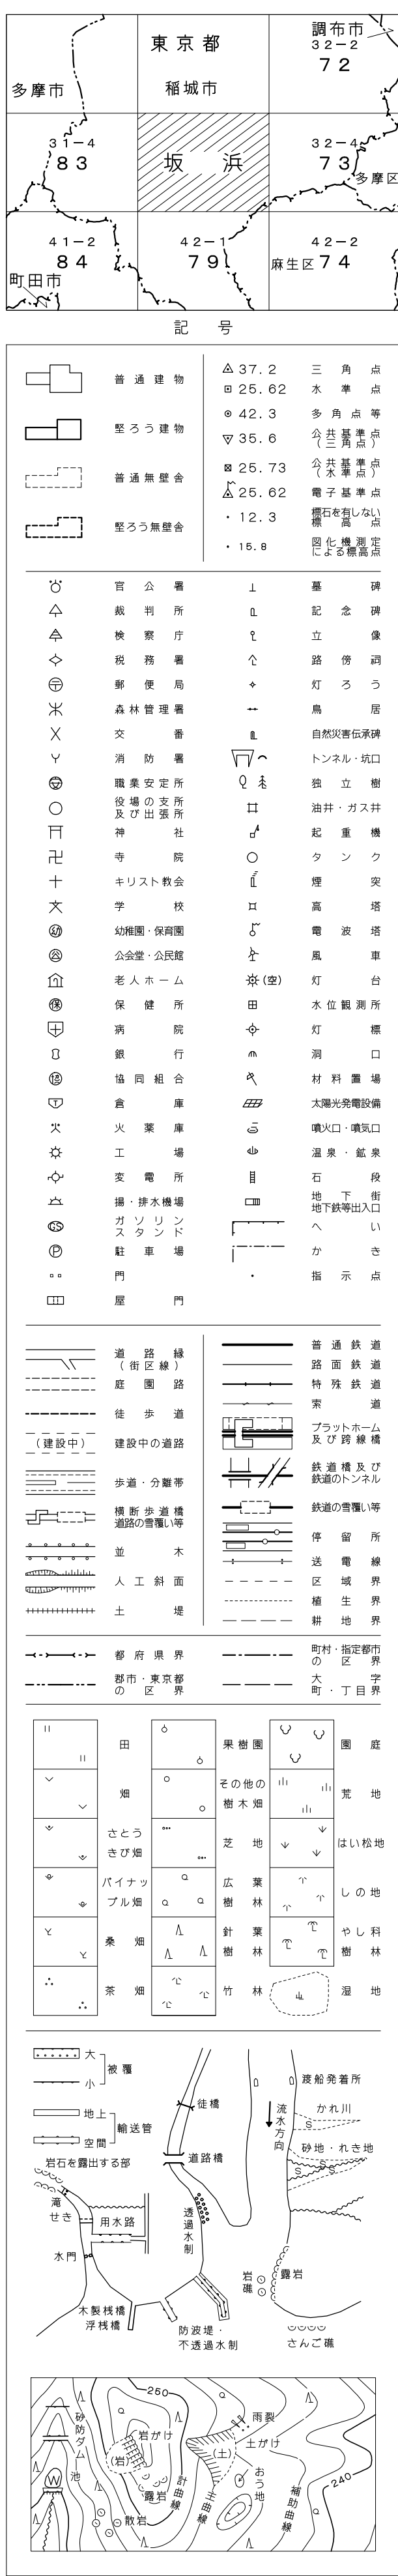 東京都
調布市
32-2
72
多摩市
稲城市
31-4
83
坂浜
32-4
73
多摩区
41-2
84
42-1
79
42-2
麻生区 74
町田市
記号
普通建物
堅ろう建物
普通無壁舎
堅ろう無壁舎
37.2 三角点
25.62 水準点
42.3 多角点等
35.6 公共基準点
(三角点)
25.73 公共基準点
(水準点)
25.62 電子基準点
12.3 標石を有しない
標高点
15.8 図化機測定
による標高点
官公署 墓碑
裁判所 記念碑
検察庁 立像
税務署 路傍祠
郵便局 灯ろう
森林管理署 鳥居
交番 自然災害伝承碑
消防署 トンネル・坑口
職業安定所 独立樹
役場の支所
及び出張所 油井・ガス井
神社 起重機
寺院 タンク
キリスト教会 煙突
学校 高塔
幼 幼稚園・保育園 電波塔
公 公会堂・公民館 風車
老人ホーム (空) 灯台
保 保健所 水位観測所
病院 灯標
銀行 洞口
協 協同組合 材料置場
倉庫 太陽光発電設備
火薬庫 噴火口・噴気口
工場 温泉・鉱泉
変電所 石段
揚・排水機場 地下街
地下鉄等出入口
GS ガソリン
スタンド へい
P 駐車場 かき
門 指示点
屋門
道路縁
(街区線)
庭園路
徒歩道
(建設中) 建設中の道路
歩道・分離帯
横断歩道橋
道路の雪覆い等
並木
人工斜面
土堤
普通鉄道
路面鉄道
特殊鉄道
索道
プラットホーム
及び跨線橋
鉄道橋及び
鉄道のトンネル
鉄道の雪覆い等
停留所
送電線
区域界
植生界
耕地界
都府県界
郡市・東京都
の区界
町村・指定都市
の区界
大字
町・丁目界
田 果樹園 園庭
畑 その他の
樹木畑 荒地
さとう
きび畑 芝地 はい松地
パイナッ
プル畑 広葉
樹林 しの地
桑畑 針葉
樹林 やし科
樹林
茶畑 竹林 湿地
大
小
被覆
地上
空間
輸送管
岩石を露出する部
滝
せき
用水路
水門
木製桟橋
浮桟橋
徒橋
道路橋
透過水制
防波堤・
不透過水制
渡船発着所
流水方向
かれ川
砂地・れき地
S
S
S
S
岩礁
露岩
さんご礁
砂防ダム
池
W
250
岩がけ
(岩)
露岩
散岩
計曲線
主曲線
雨裂
土がけ
(土)
おう地
補助曲線
240